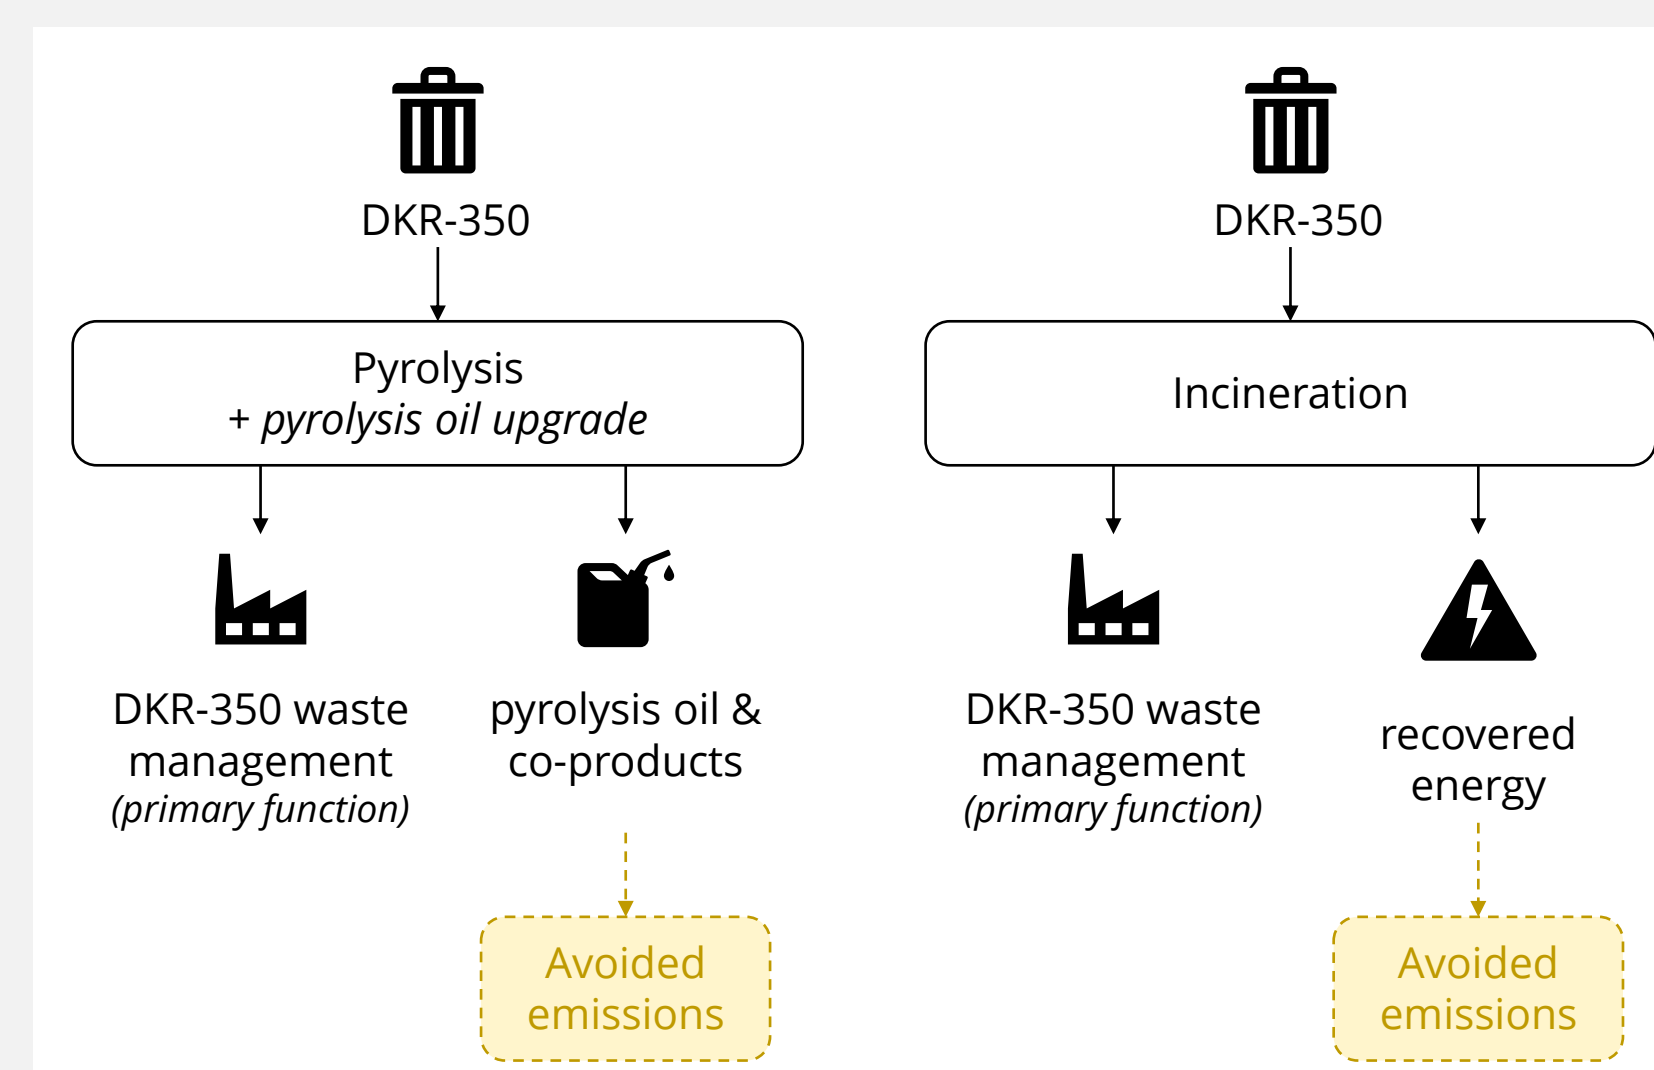 DKR-350
Pyrolysis
+ pyrolysis oil upgrade
DKR-350 waste
management
(primary function)
pyrolysis oil &
co-products
Avoided
emissions
DKR-350
Incineration
DKR-350 waste
management
(primary function)
recovered
energy
Avoided
emissions